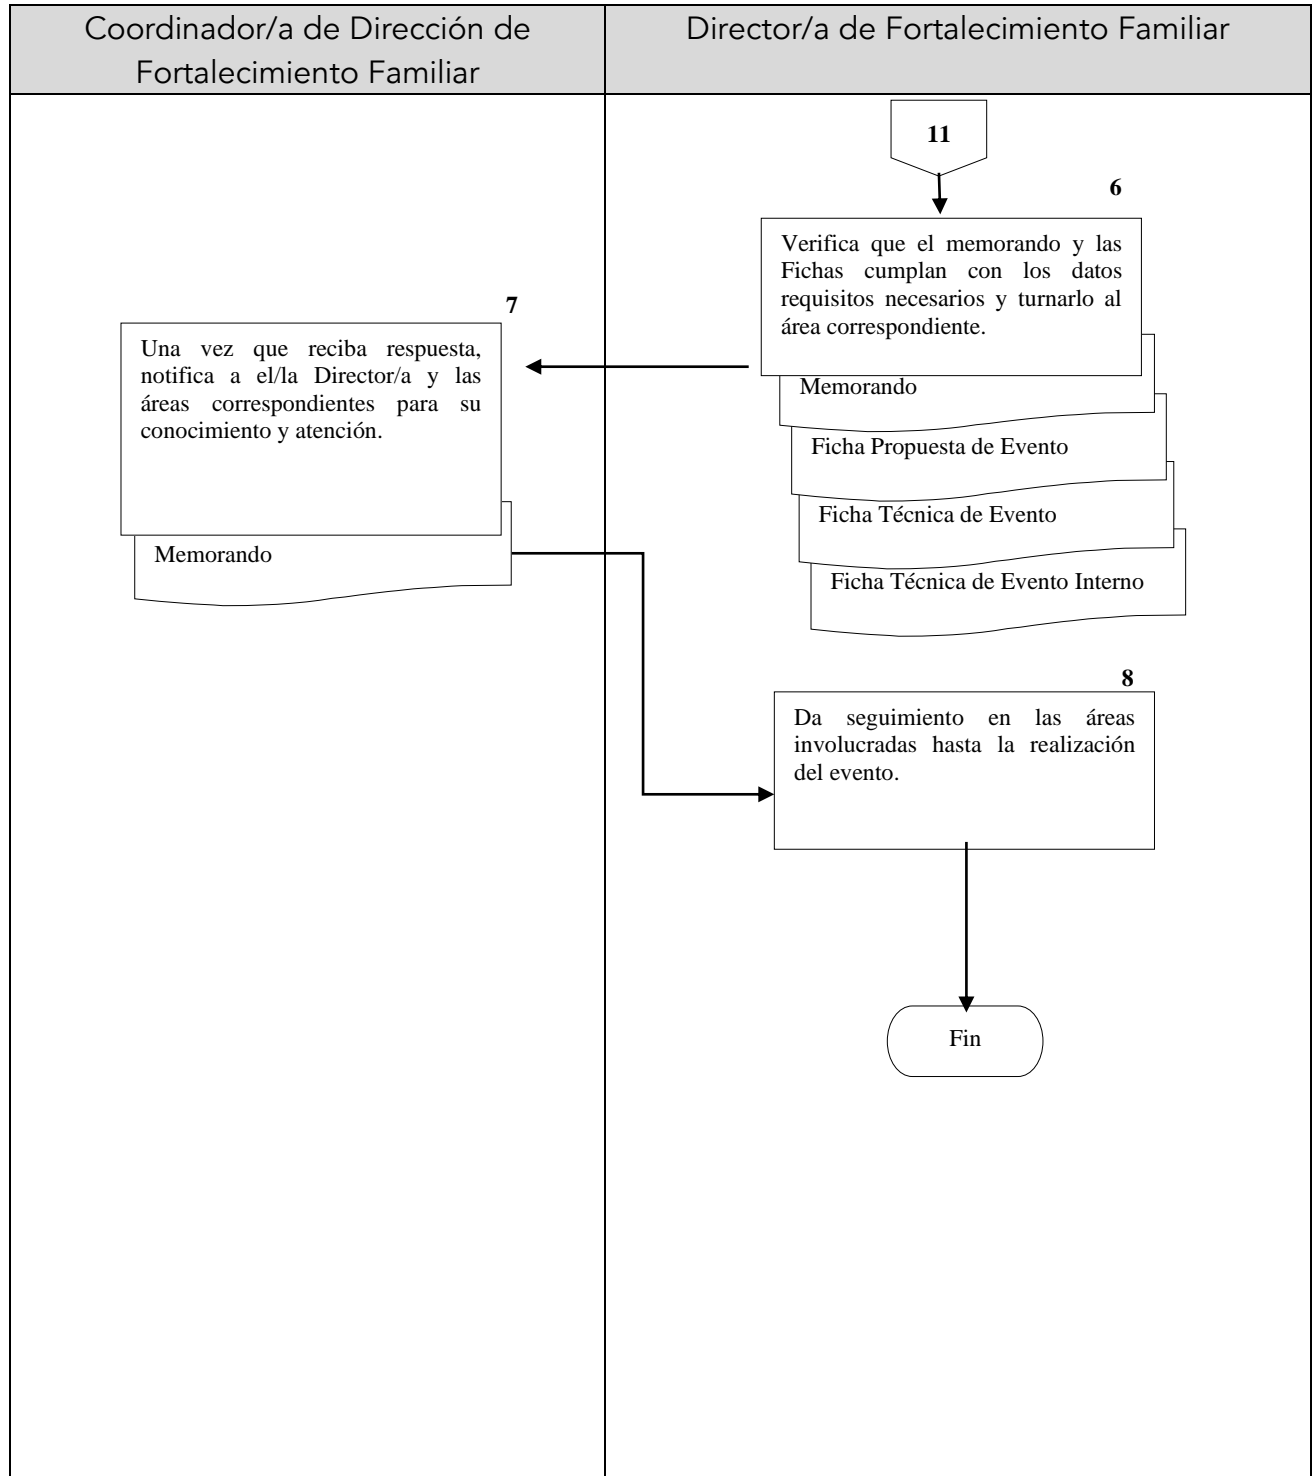 Coordinador/a de Dirección de
Fortalecimiento Familiar
Director/a de Fortalecimiento Familiar
11
6
Verifica que el memorando y las
Fichas cumplan con los datos
requisitos necesarios y turnarlo al
área correspondiente.
Memorando
Ficha Propuesta de Evento
Ficha Técnica de Evento
Ficha Técnica de Evento Interno
7
Una vez que reciba respuesta,
notifica a el/la Director/a y las
áreas correspondientes para su
conocimiento y atención.
Memorando
8
Da seguimiento en las áreas
involucradas hasta la realización
del evento.
Fin